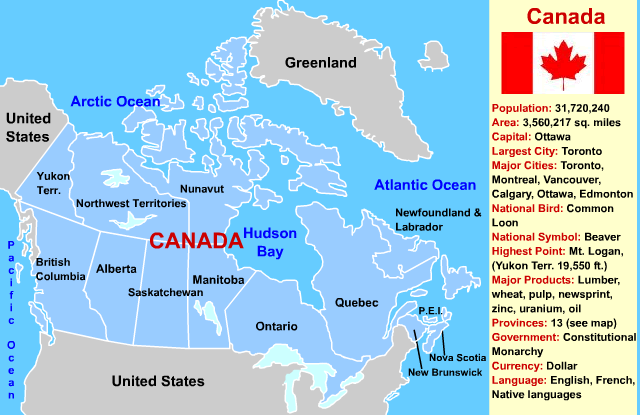 Greenland
Arctic Ocean
United
States
Yukon
Terr.
Nunavut
Northwest Territories
Atlantic Ocean
Newfoundland &
Labrador
CANADA
Hudson
Bay
Pacific Ocean
British
Columbia
Alberta
Saskatchewan
Manitoba
Ontario
Quebec
P.E.I.
Nova Scotia
New Brunswick
United States
Canada
Population: 31,720,240
Area: 3,560,217 sq. miles
Capital: Ottawa
Largest City: Toronto
Major Cities: Toronto,
Montreal, Vancouver,
Calgary, Ottawa, Edmonton
National Bird: Common
Loon
National Symbol: Beaver
Highest Point: Mt. Logan,
(Yukon Terr. 19,550 ft.)
Major Products: Lumber,
wheat, pulp, newsprint,
zinc, uranium, oil
Provinces: 13 (see map)
Government: Constitutional
Monarchy
Currency: Dollar
Language: English, French,
Native languages